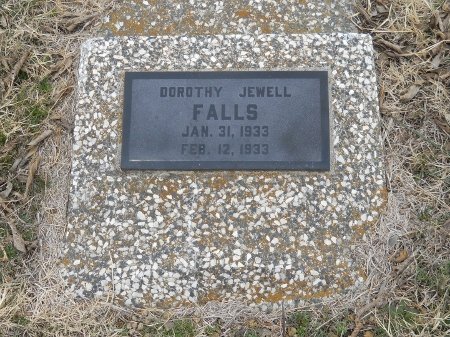 DOROTHY JEWELL
FALLS
JAN. 31, 1933
FEB. 12, 1933